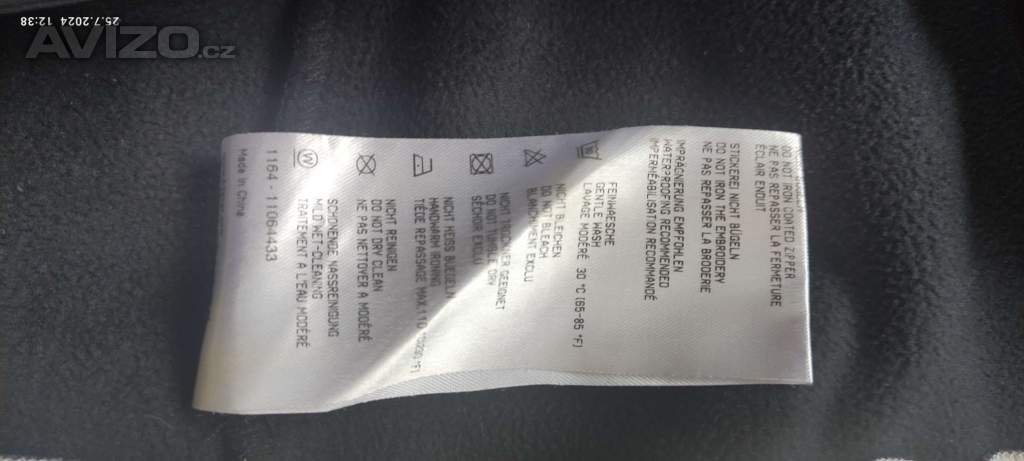 25.7.2024 12:38
AVIZO.cz
DO NOT IRON COATED ZIPPER
NE PAS REPASSER LA FERMETURE
ÉCLAIR ENDUIT
STICKEREI NICHT BÜGELN
DO NOT IRON THE EMBROIDERY
NE PAS REPASSER LA BRODERIE
IMPRÄGNIERUNG EMPFOHLEN
WATERPROOFING RECOMMENDED
IMPERMÉABILISATION RECOMMANDÉ
FEINWAESCHE
GENTLE WASH
LAVAGE MODÉRÉ 30 °C (65-85 °F)
NICHT BLEICHEN
DO NOT BLEACH
BLANCHIMENT EXCLU
NICHT TROCKNER GEEIGNET
DO NOT TUMBLE DRY
SÉCHOIR EXCLU
NICHT HEISS BUEGELN
HANDWARM IRONING
TIÈDE REPASSAGE MAX.110
NICHT REINIGEN
DO NOT DRY CLEAN
NE PAS NETTOYER A MODÉRÉ
W
SCHONENDE NASSREINIGUNG
MILD WET-CLEANING
TRAITEMENT A L'EAU MODÉRÉ
1164 - 11064433
Made in China